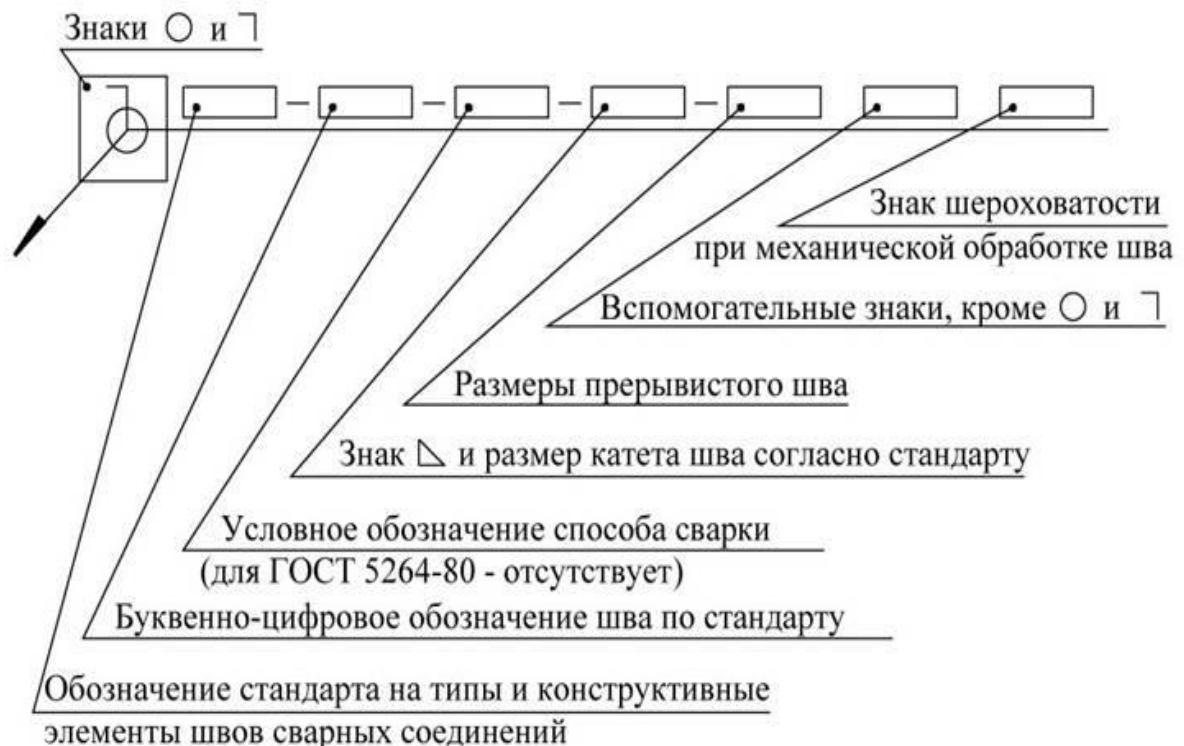 Знаки ○ и ㄱ
Знак шероховатости
при механической обработке шва
Вспомогательные знаки, кроме ○ и ㄱ
Размеры прерывистого шва
Знак ◺ и размер катета шва согласно стандарту
Условное обозначение способа сварки
(для ГОСТ 5264-80 - отсутствует)
Буквенно-цифровое обозначение шва по стандарту
Обозначение стандарта на типы и конструктивные
элементы швов сварных соединений